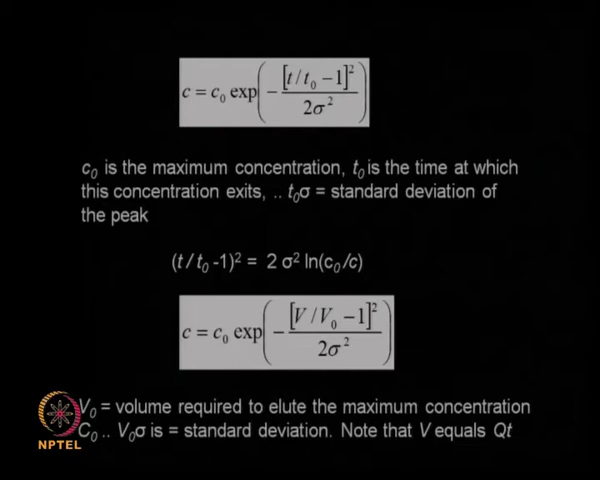 c = c₀ exp(−[t/t₀ −1]²/2σ²)
c₀ is the maximum concentration, t₀ is the time at which
this concentration exits, .. t₀σ = standard deviation of
the peak
(t / t₀ -1)² = 2 σ² ln(c₀/c)
c = c₀ exp(−[V/V₀ −1]²/2σ²)
V₀ = volume required to elute the maximum concentration
C₀ .. V₀σ is = standard deviation. Note that V equals Qt
NPTEL